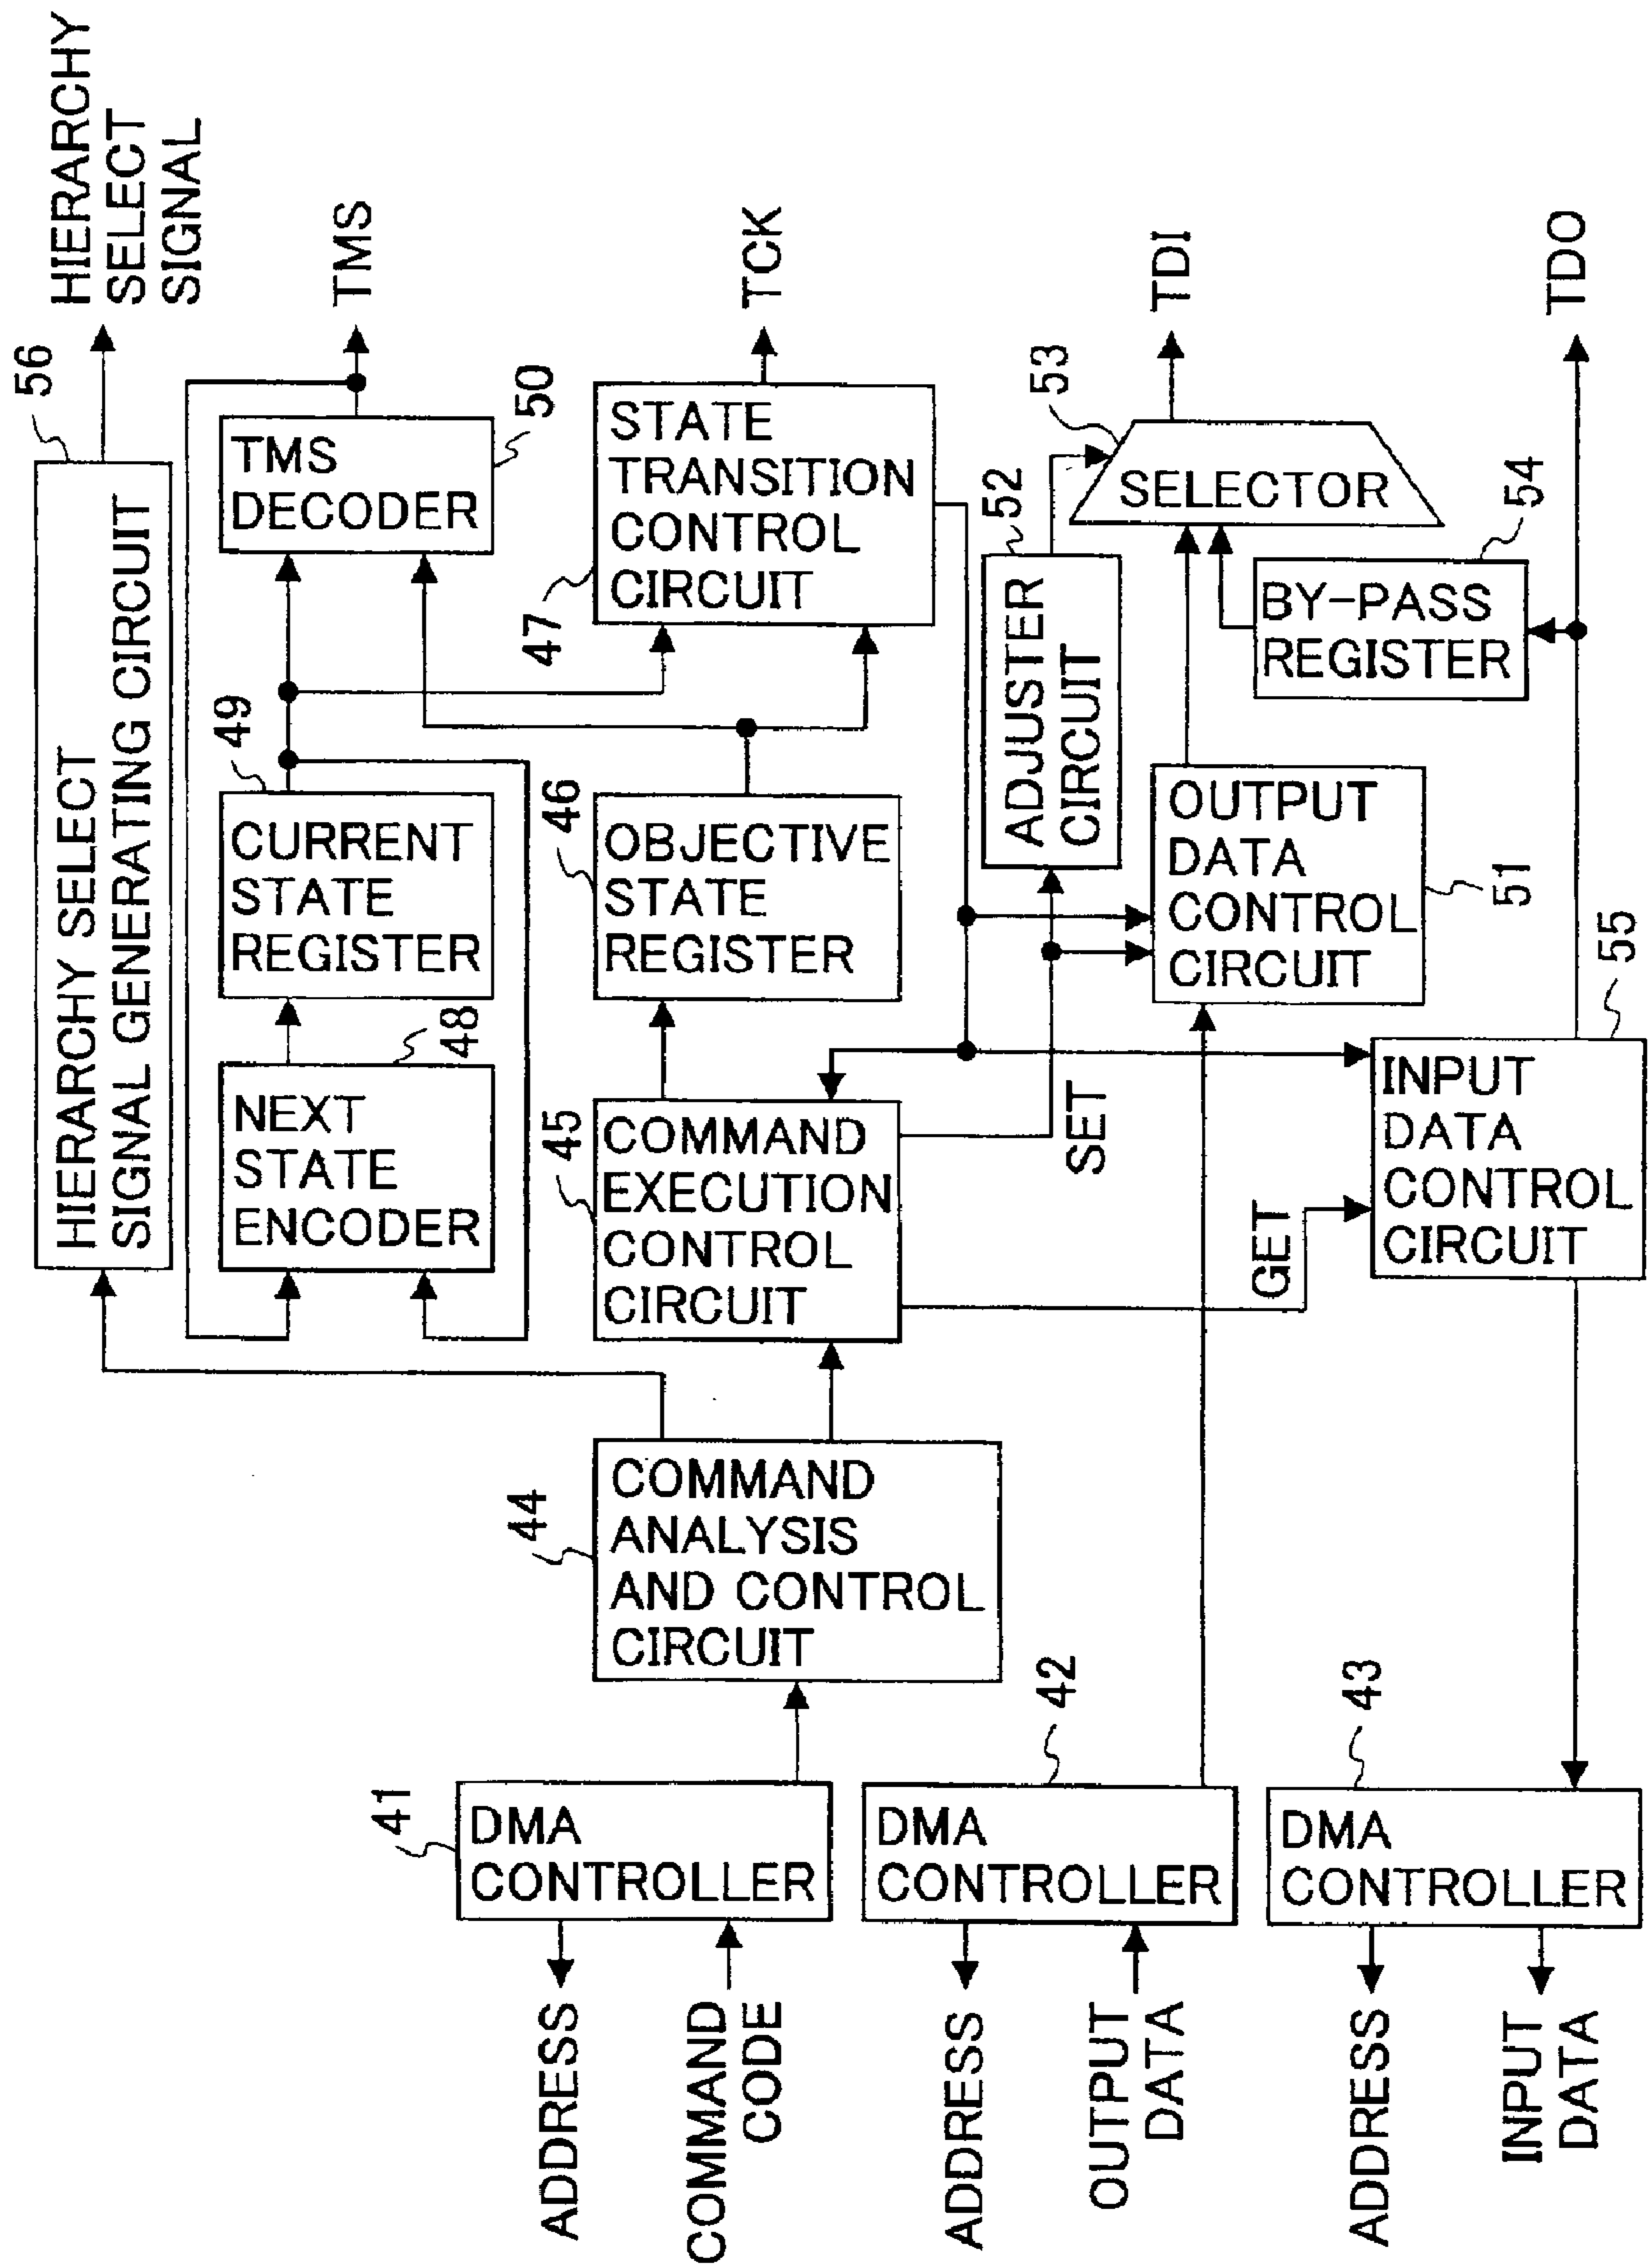 56
HIERARCHY SELECT
SIGNAL GENERATING CIRCUIT
HIERARCHY
SELECT
SIGNAL
48
NEXT
STATE
ENCODER
49
CURRENT
STATE
REGISTER
TMS
DECODER
50
TMS
41
DMA
CONTROLLER
ADDRESS
COMMAND
CODE
44
COMMAND
ANALYSIS
AND CONTROL
CIRCUIT
45
COMMAND
EXECUTION
CONTROL
CIRCUIT
46
OBJECTIVE
STATE
REGISTER
47
STATE
TRANSITION
CONTROL
CIRCUIT
TCK
SET
GET
52
ADJUSTER
CIRCUIT
53
SELECTOR
TDI
42
DMA
CONTROLLER
ADDRESS
OUTPUT
DATA
OUTPUT
DATA
CONTROL
CIRCUIT
51
54
BY-PASS
REGISTER
43
DMA
CONTROLLER
ADDRESS
INPUT
DATA
55
INPUT
DATA
CONTROL
CIRCUIT
TDO